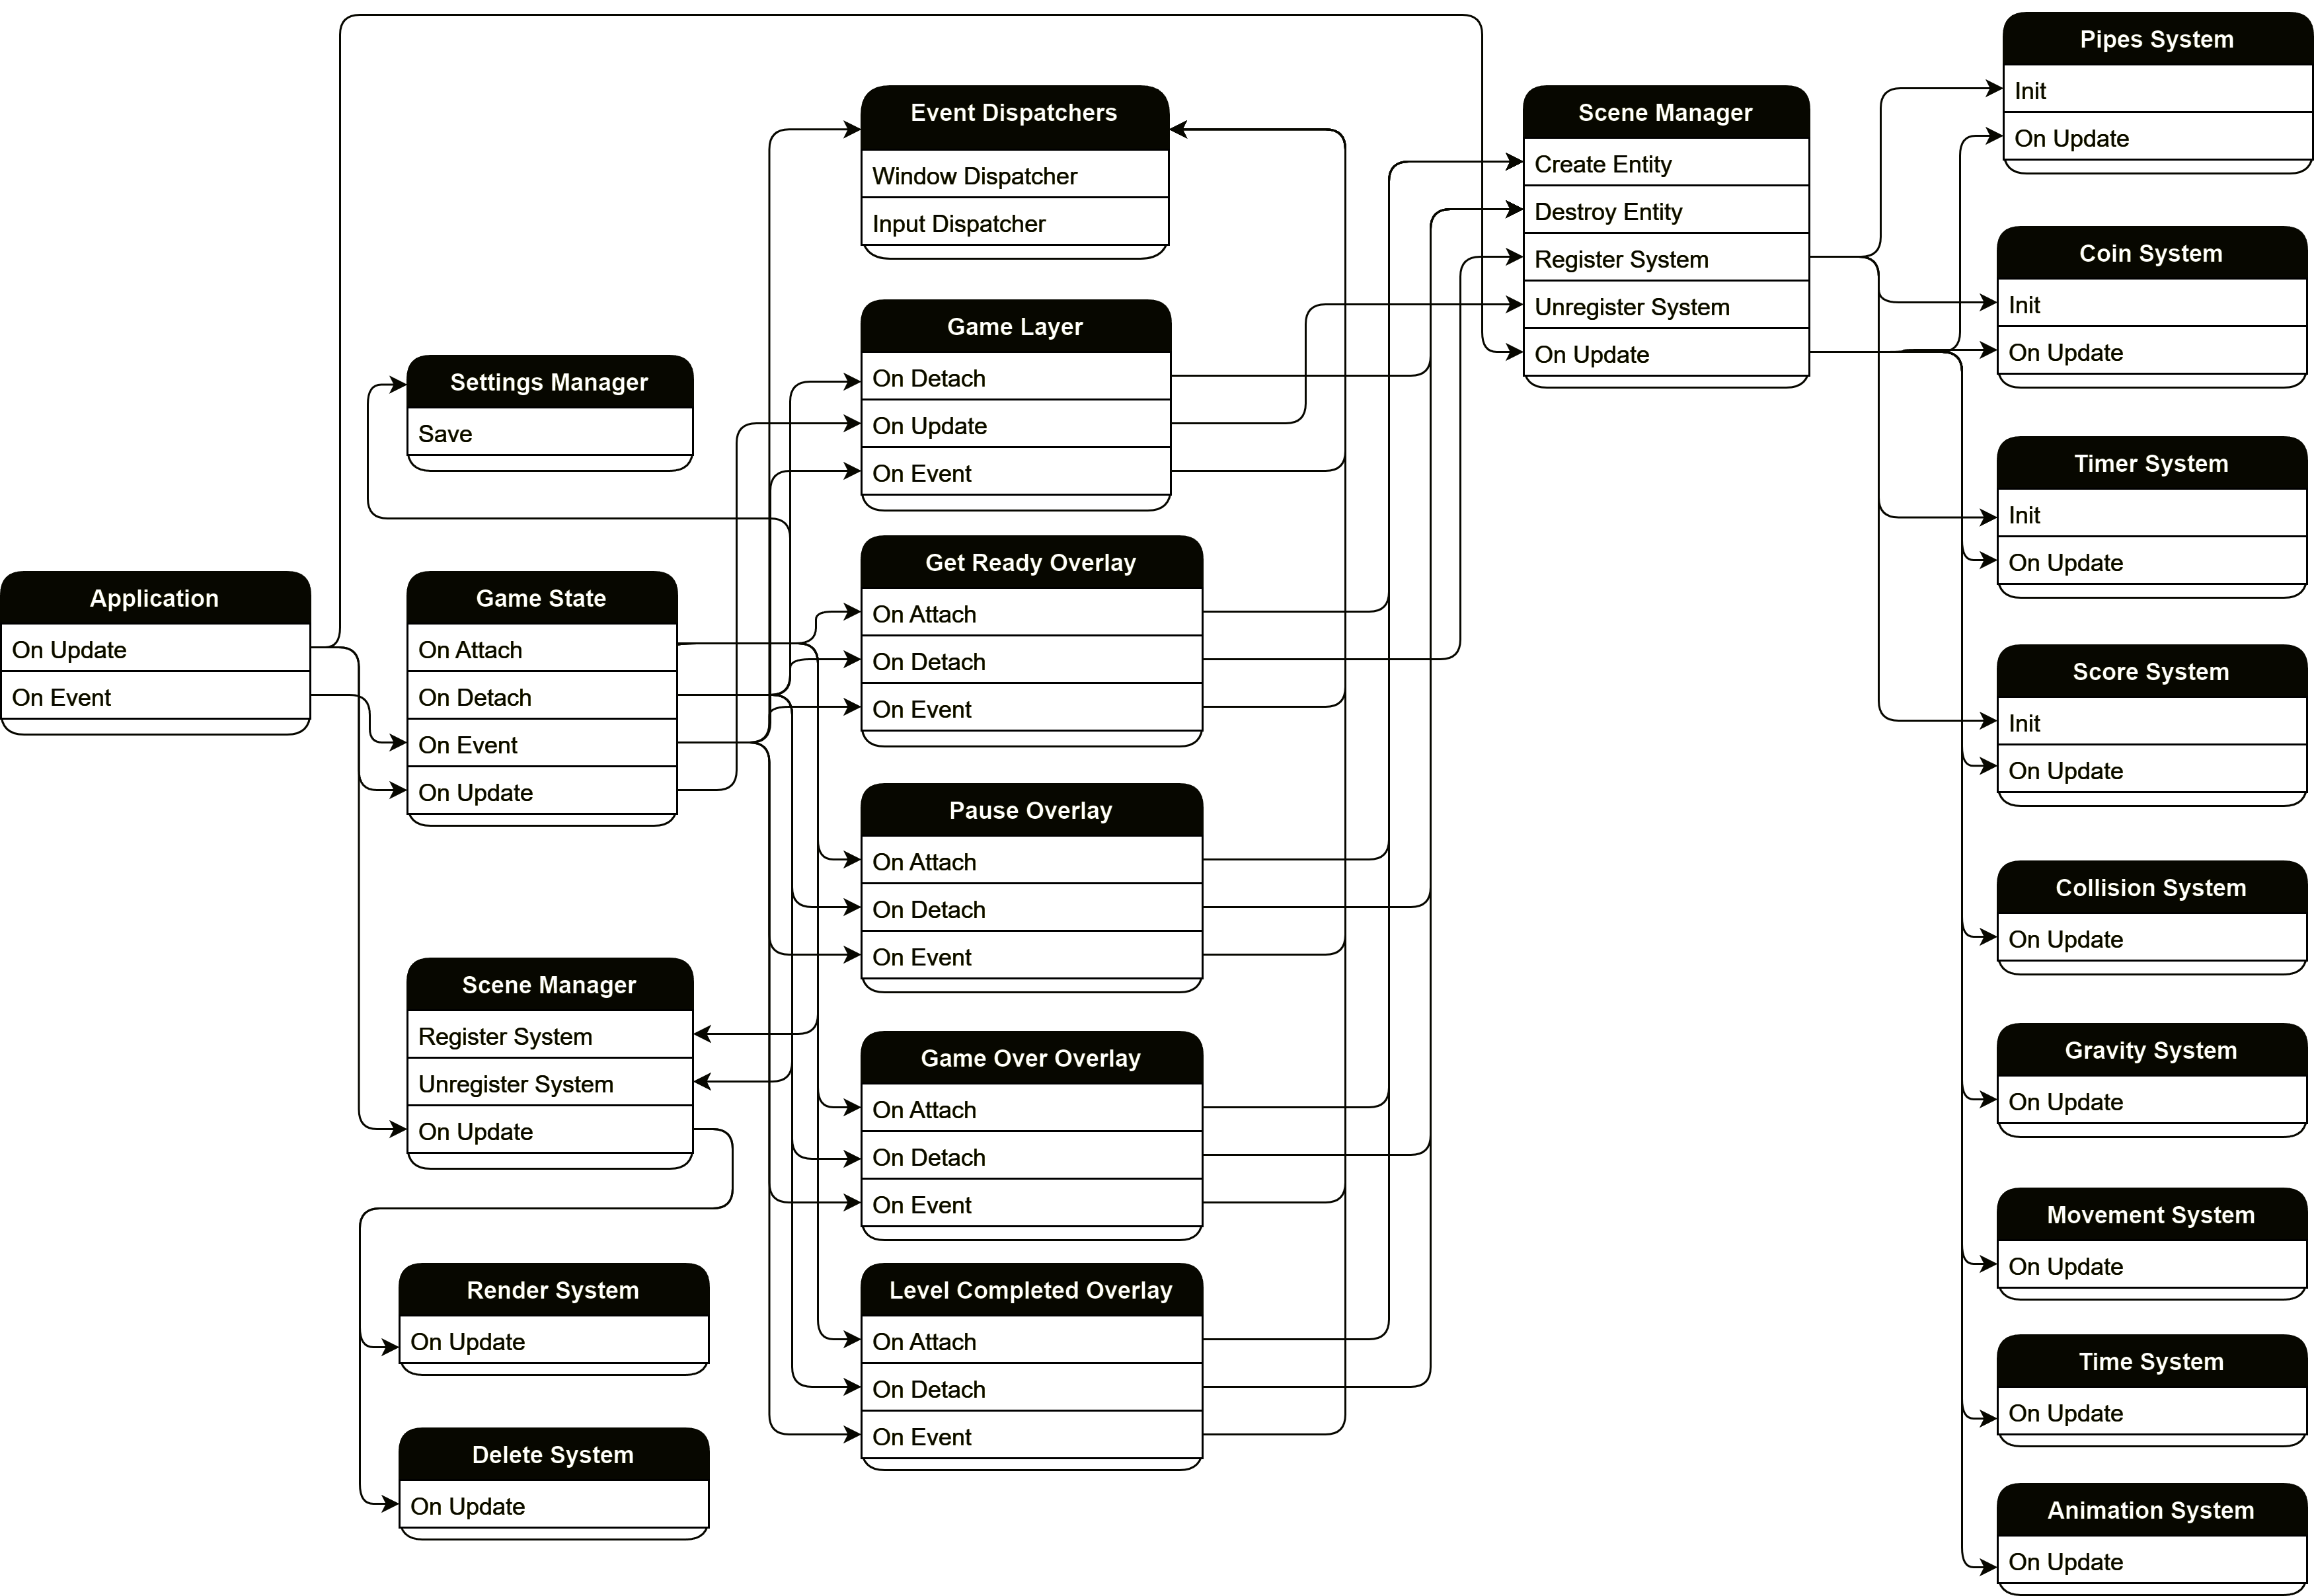 Application
On Update
On Event
Settings Manager
Save
Game State
On Attach
On Detach
On Event
On Update
Scene Manager
Register System
Unregister System
On Update
Render System
On Update
Delete System
On Update
Event Dispatchers
Window Dispatcher
Input Dispatcher
Game Layer
On Detach
On Update
On Event
Get Ready Overlay
On Attach
On Detach
On Event
Pause Overlay
On Attach
On Detach
On Event
Game Over Overlay
On Attach
On Detach
On Event
Level Completed Overlay
On Attach
On Detach
On Event
Scene Manager
Create Entity
Destroy Entity
Register System
Unregister System
On Update
Pipes System
Init
On Update
Coin System
Init
On Update
Timer System
Init
On Update
Score System
Init
On Update
Collision System
On Update
Gravity System
On Update
Movement System
On Update
Time System
On Update
Animation System
On Update